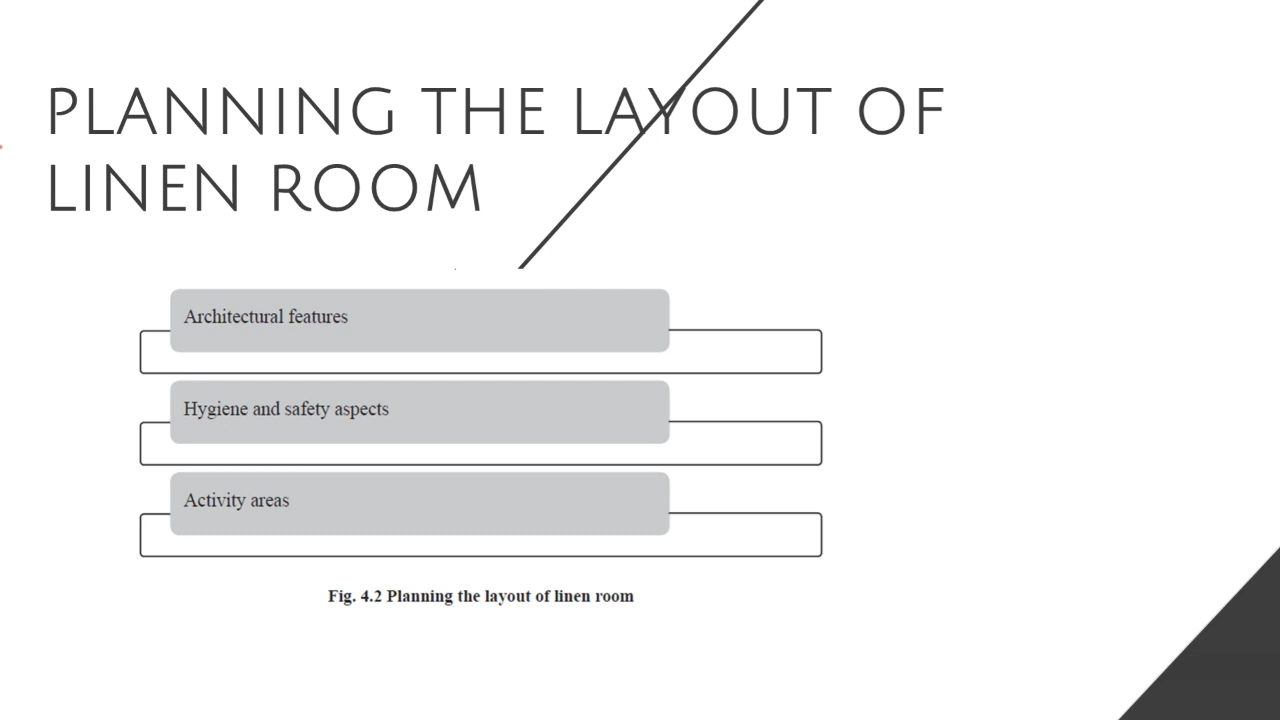 PLANNING THE LAYOUT OF
LINEN ROOM
Architectural features
Hygiene and safety aspects
Activity areas
Fig. 4.2 Planning the layout of linen room